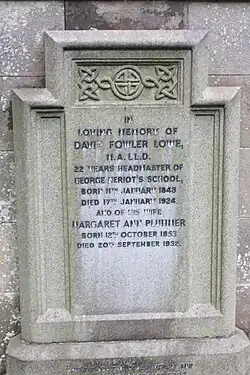 IN
LOVING MEMORY OF
DAVID FOWLER LOWE,
M.A. LL.D.
22 YEARS HEADMASTER OF
GEORGE HERIOT'S SCHOOL,
BORN 11TH JANUARY 1843
DIED 17TH JANUARY 1924.
AND OF HIS WIFE
MARGARET ANN PLUMMER
BORN 12TH OCTOBER 1853
DIED 20TH SEPTEMBER 1932.